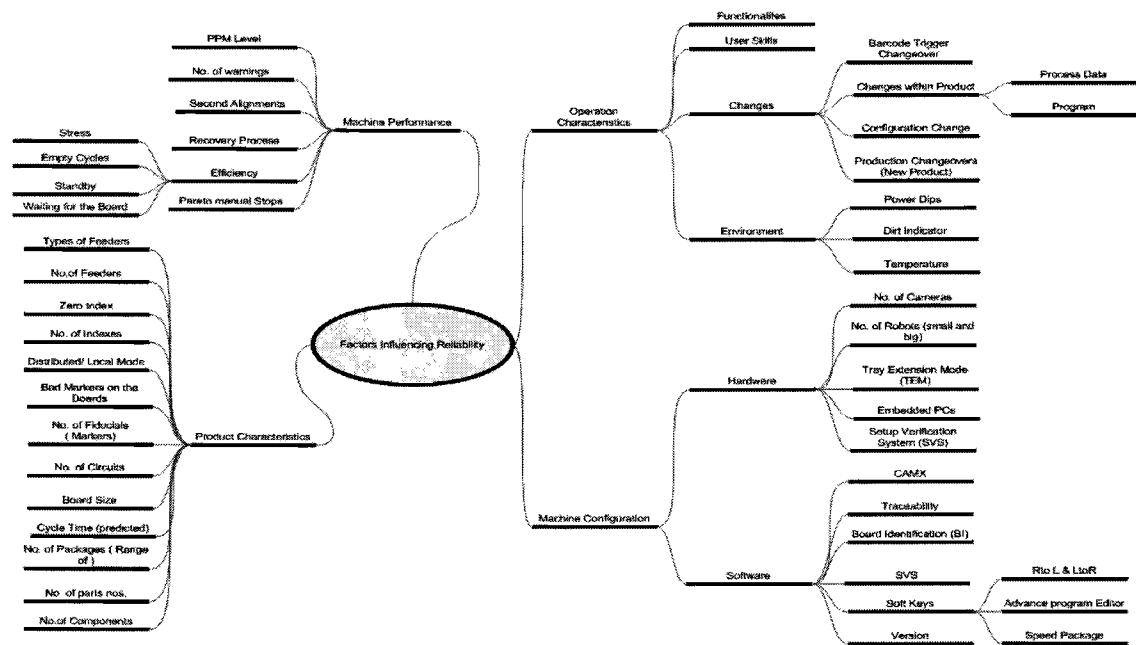 PPM Level
No. of warnings
Second Alignments
Machine Performance
Recovery Process
Stress
Empty Cycles
Efficiency
Standby
Waiting for the Board
Pareto manual Stops
Types of Feeders
No.of Feeders
Zero Index
No. of Indexes
Distributed/ Local Mode
Bad Markers on the
Boards
No. of Fiducials
( Markers)
Product Characteristics
No. of Circuits
Board Size
Cycle Time (predicted)
No. of Packages ( Range
of )
No. of parts nos.
No.of Components
Factors Influencing Reliability
Functionalites
User Skills
Operation
Characteristics
Changes
Barcode Trigger
Changeover
Changes within Product
Process Data
Program
Configuration Change
Production Changeovers
(New Product)
Environment
Power Dips
Dirt Indicator
Temperature
Machine Configuration
Hardware
No. of Cameras
No. of Robots (small and
big)
Tray Extension Mode
(TEM)
Embedded PCs
Setup Verification
System (SVS)
Software
CAMX
Traceability
Board Identification (BI)
SVS
Soft Keys
Rto L & LtoR
Advance program Editor
Speed Package
Version